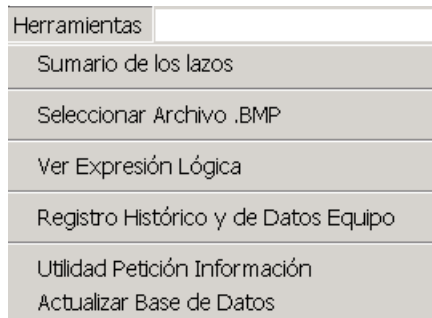 Herramientas
Sumario de los lazos
Seleccionar Archivo .BMP
Ver Expresión Lógica
Registro Histórico y de Datos Equipo
Utilidad Petición Información
Actualizar Base de Datos